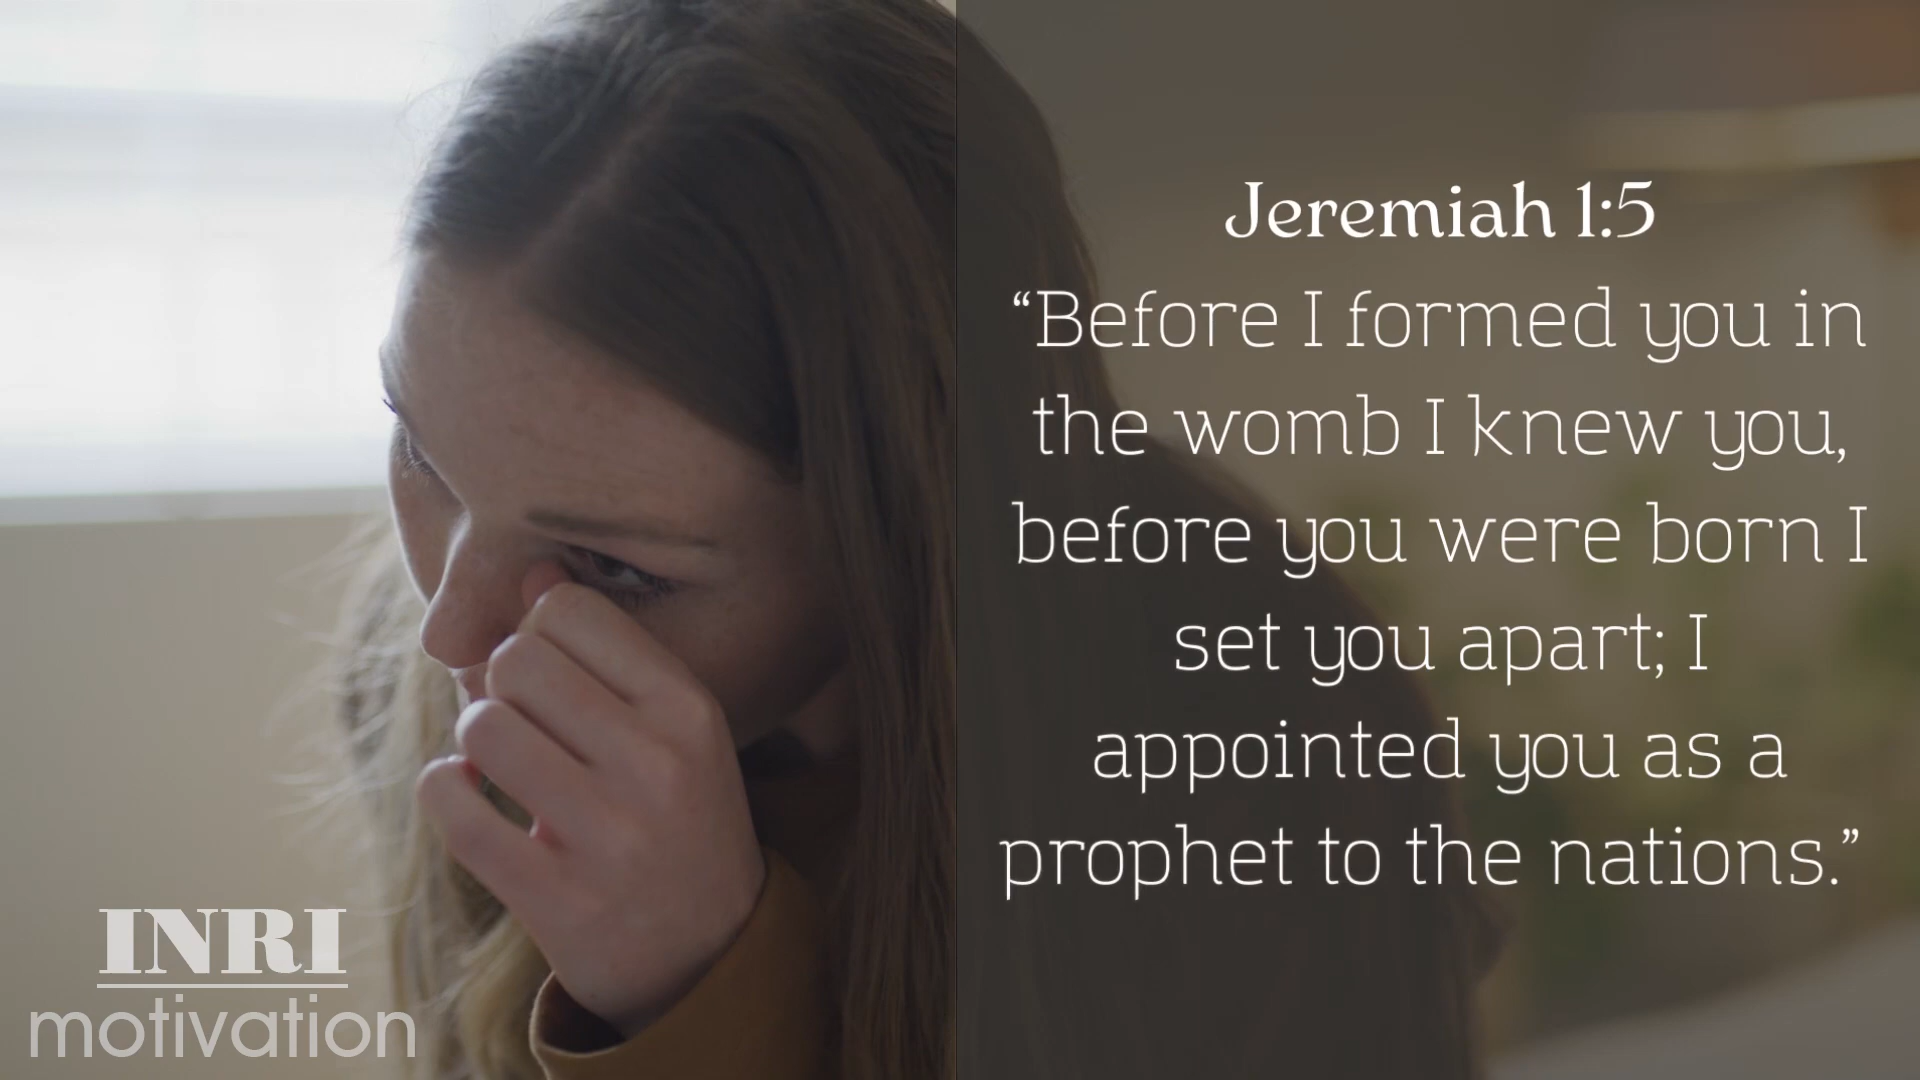 Jeremiah 1:5
“Before I formed you in
the womb I knew you,
before you were born I
set you apart; I
appointed you as a
prophet to the nations.”
INRI
motivation